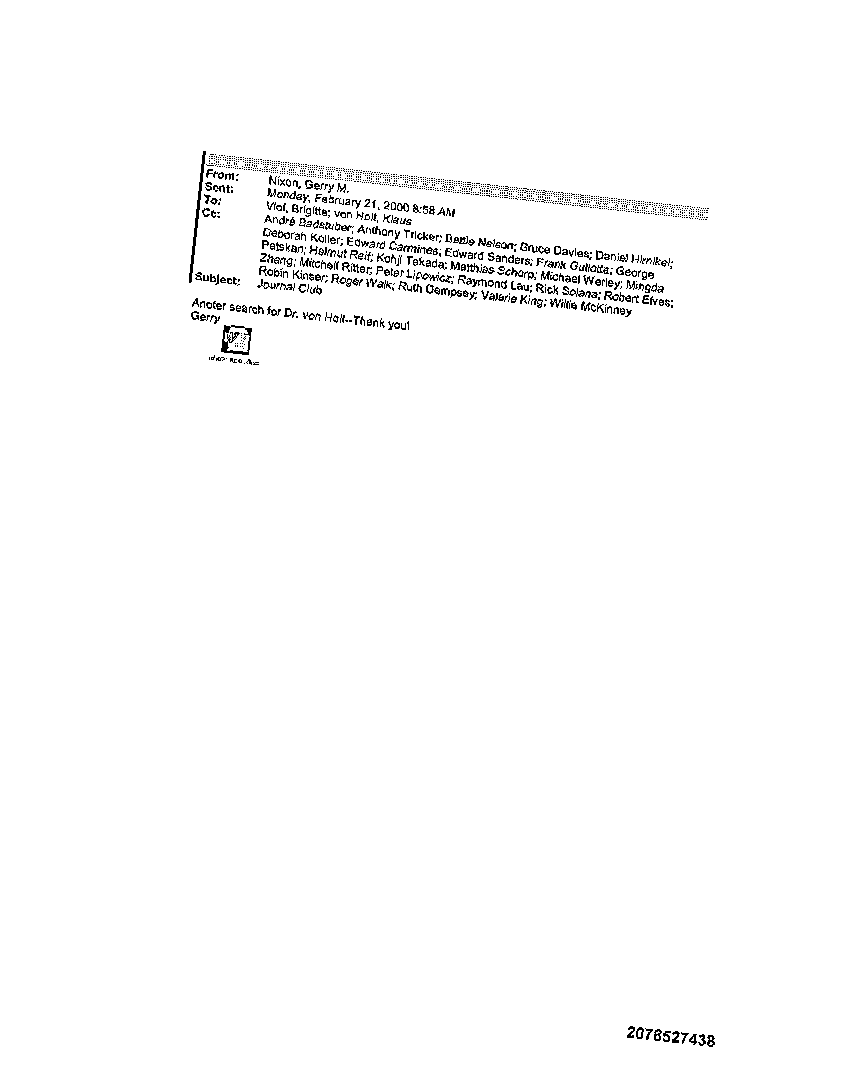 From: Nixon, Gerry M.
Sent: Monday, February 21, 2000 8:58 AM
To: Viol, Brigitte; von Holt, Klaus
Cc: André Badstuber; Anthony Tricker; Bettie Nelson; Bruce Davies; Daniel Hirnikel;
Deborah Koller; Edward Carmines; Edward Sanders; Frank Gullotta; George
Patskan; Helmut Reif; Kohji Takada; Matthias Schorp; Michael Werley; Mingda
Zhang; Mitchell Ritter; Peter Lipowicz; Raymond Lau; Rick Solana; Robert Elves;
Robin Kinser; Roger Walk; Ruth Dempsey; Valerie King; Willie McKinney
Subject: Journal Club
Anoter search for Dr. von Holt--Thank you!
Gerry
2078527438